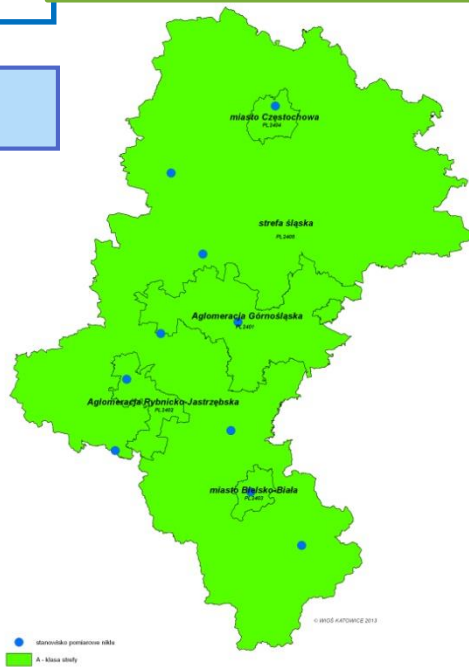 miasto Częstochowa
PL2404
strefa śląska
PL2405
Aglomeracja Górnośląska
PL2401
Aglomeracja Rybnicko-Jastrzębska
PL2402
miasto Bielsko-Biała
PL2403
© WIOŚ KATOWICE 2013
stanowisko pomiarowe niklu
A - klasa strefy